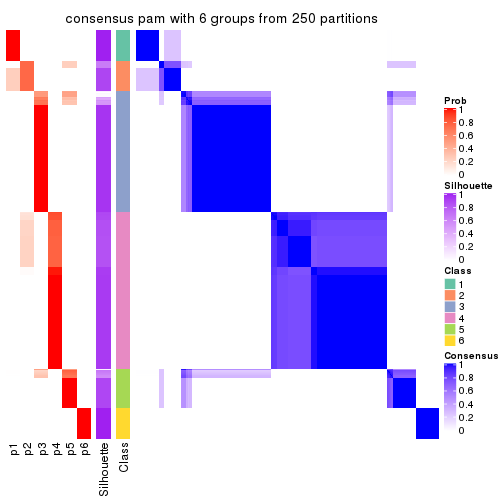 consensus pam with 6 groups from 250 partitions
Prob
1
0.8
0.6
0.4
0.2
0
Silhouette
1
0.8
0.6
0.4
0.2
0
Class
1
2
3
4
5
6
Consensus
1
0.8
0.6
0.4
0.2
0
p1
p2
p3
p4
p5
p6
Silhouette
Class